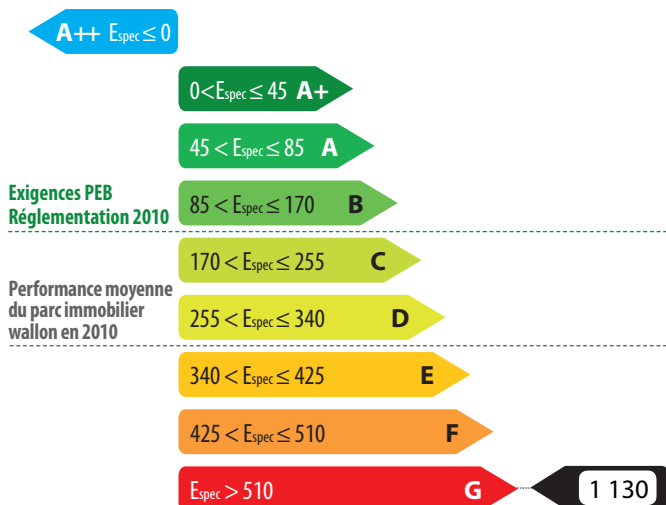 A++ Espec ≤ 0
0<Espec ≤ 45 A+
45 < Espec ≤ 85 A
Exigences PEB
Réglementation 2010
85 < Espec ≤ 170 B
170 < Espec ≤ 255 C
Performance moyenne
du parc immobilier
wallon en 2010
255 < Espec ≤ 340 D
340 < Espec ≤ 425 E
425 < Espec ≤ 510 F
Espec > 510 G
1 130